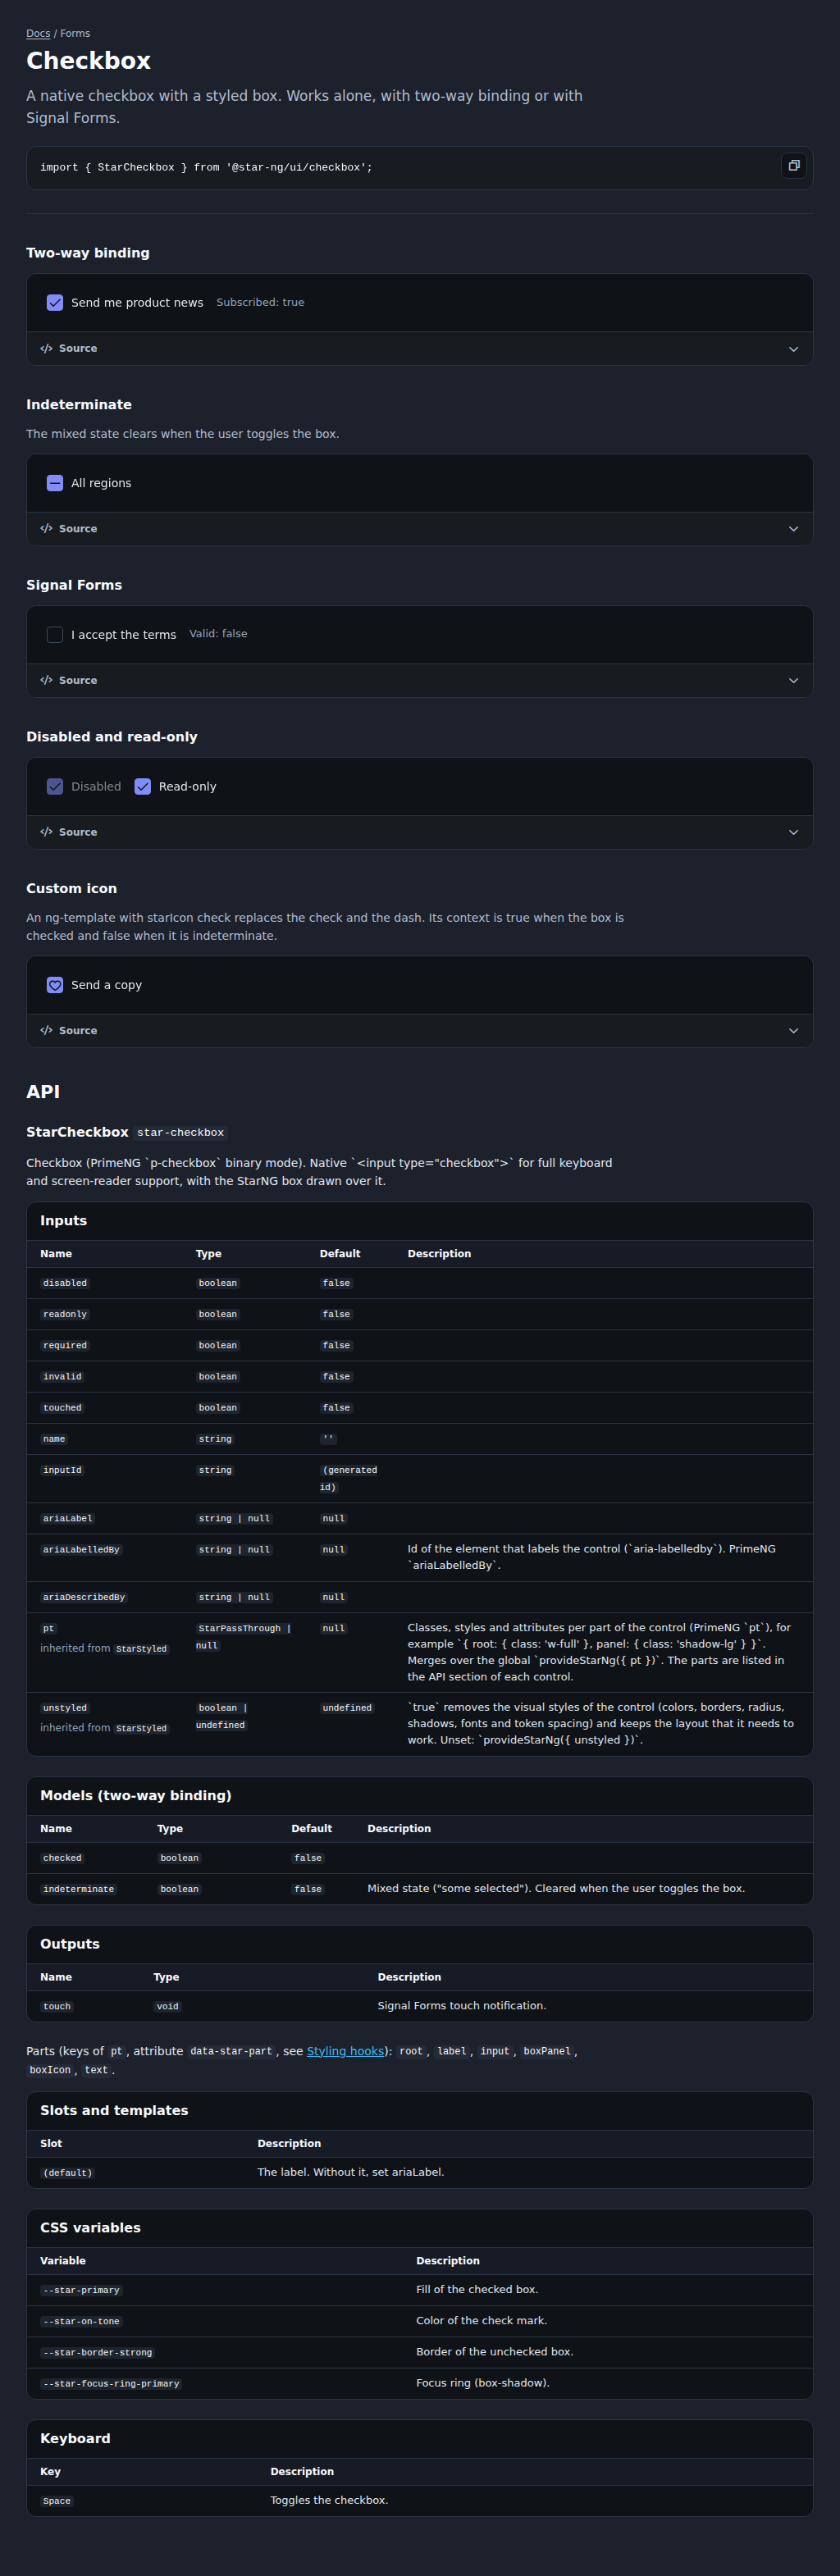 Docs / Forms
Checkbox
A native checkbox with a styled box. Works alone, with two-way binding or with
Signal Forms.
import { StarCheckbox } from '@star-ng/ui/checkbox';
Two-way binding
Send me product news Subscribed: true
</> Source
Indeterminate
The mixed state clears when the user toggles the box.
All regions
</> Source
Signal Forms
I accept the terms Valid: false
</> Source
Disabled and read-only
Disabled Read-only
</> Source
Custom icon
An ng-template with starIcon check replaces the check and the dash. Its context is true when the box is
checked and false when it is indeterminate.
Send a copy
</> Source
API
StarCheckbox star-checkbox
Checkbox (PrimeNG `p-checkbox` binary mode). Native `<input type="checkbox">` for full keyboard
and screen-reader support, with the StarNG box drawn over it.
Inputs
Name Type Default Description
disabled boolean false
readonly boolean false
required boolean false
invalid boolean false
touched boolean false
name string ''
inputId string (generated
id)
ariaLabel string | null null
ariaLabelledBy string | null null Id of the element that labels the control (`aria-labelledby`). PrimeNG
`ariaLabelledBy`.
ariaDescribedBy string | null null
pt StarPassThrough | null Classes, styles and attributes per part of the control (PrimeNG `pt`), for
inherited from StarStyled null example `{ root: { class: 'w-full' }, panel: { class: 'shadow-lg' } }`.
Merges over the global `provideStarNg({ pt })`. The parts are listed in
the API section of each control.
unstyled boolean | undefined `true` removes the visual styles of the control (colors, borders, radius,
inherited from StarStyled undefined shadows, fonts and token spacing) and keeps the layout that it needs to
work. Unset: `provideStarNg({ unstyled })`.
Models (two-way binding)
Name Type Default Description
checked boolean false
indeterminate boolean false Mixed state ("some selected"). Cleared when the user toggles the box.
Outputs
Name Type Description
touch void Signal Forms touch notification.
Parts (keys of pt, attribute data-star-part, see Styling hooks): root, label, input, boxPanel,
boxIcon, text.
Slots and templates
Slot Description
(default) The label. Without it, set ariaLabel.
CSS variables
Variable Description
--star-primary Fill of the checked box.
--star-on-tone Color of the check mark.
--star-border-strong Border of the unchecked box.
--star-focus-ring-primary Focus ring (box-shadow).
Keyboard
Key Description
Space Toggles the checkbox.